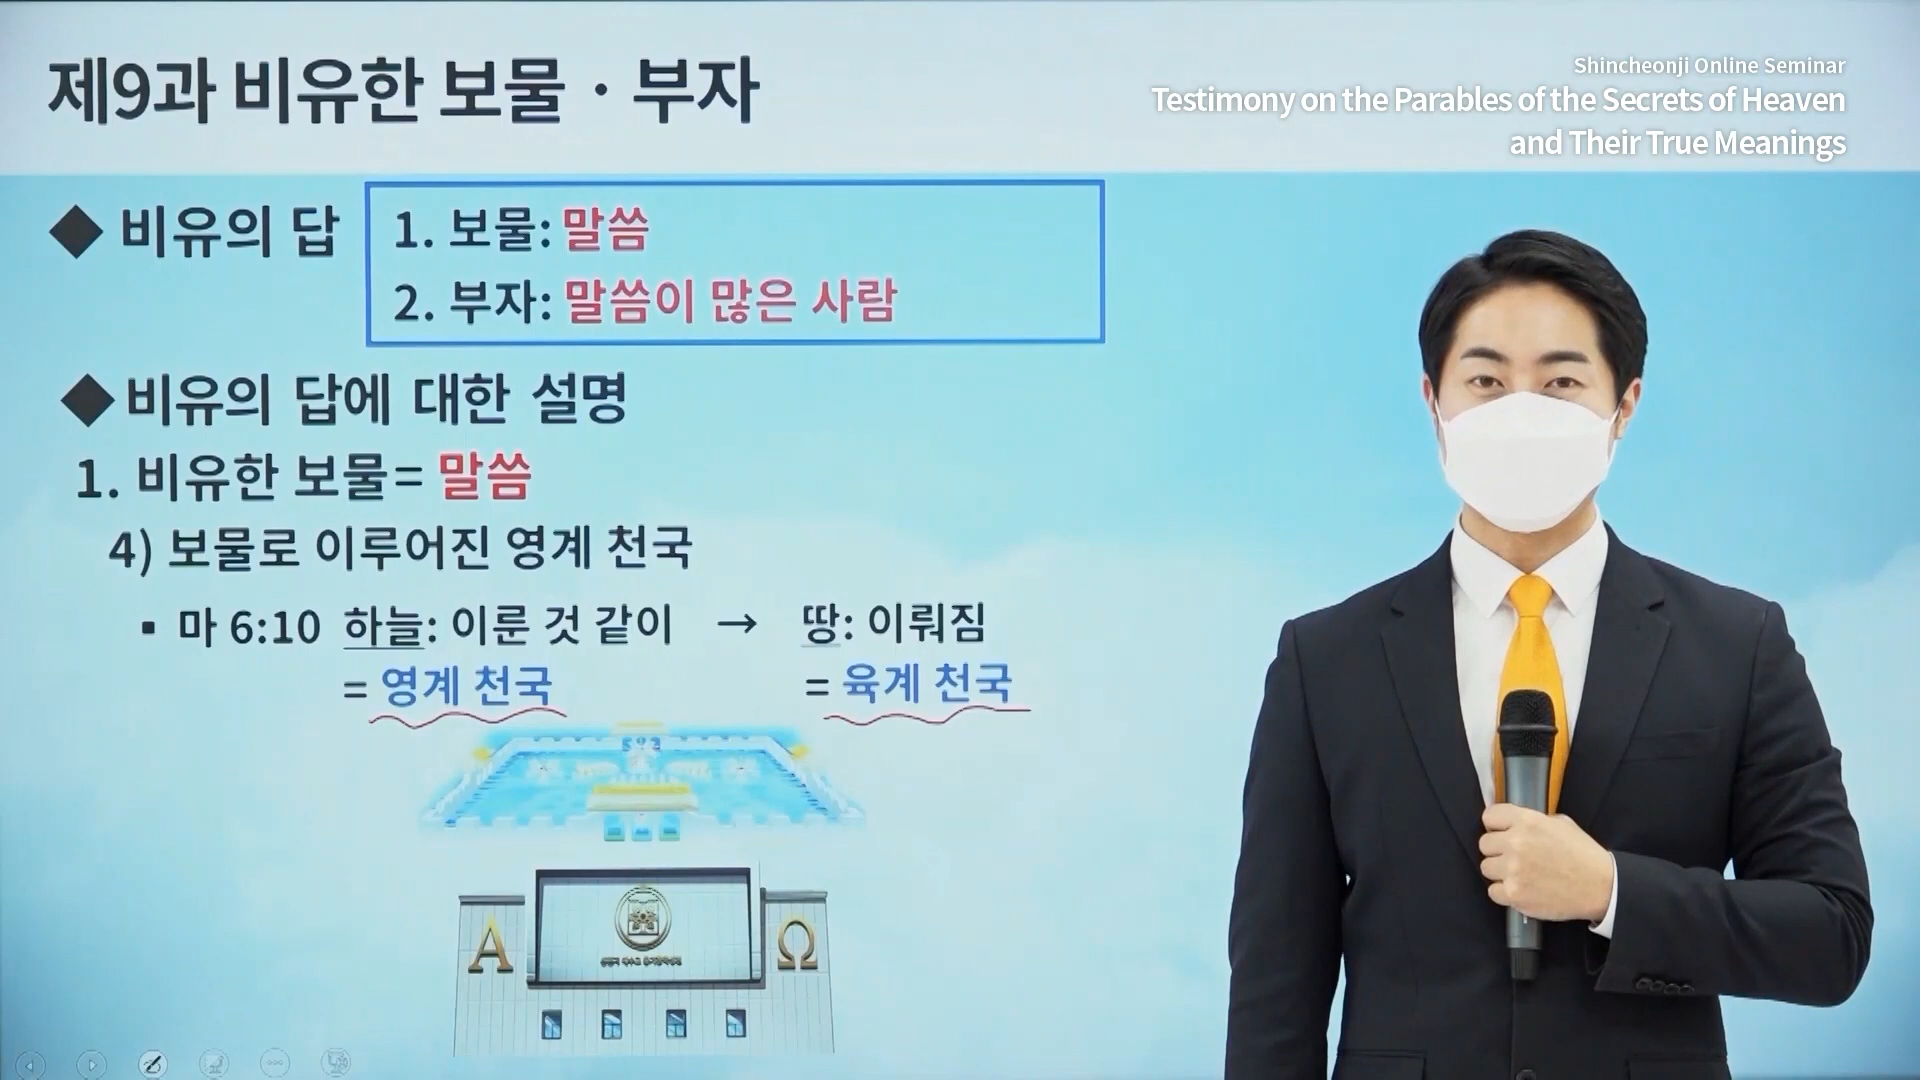 제9과 비유한 보물 · 부자
Shincheonji Online Seminar
Testimony on the Parables of the Secrets of Heaven
and Their True Meanings
◆ 비유의 답
1. 보물: 말씀
2. 부자: 말씀이 많은 사람
◆ 비유의 답에 대한 설명
1. 비유한 보물= 말씀
4) 보물로 이루어진 영계 천국
▪ 마 6:10 하늘: 이룬 것 같이 → 땅: 이뤄짐
= 영계 천국 = 육계 천국
A Ω